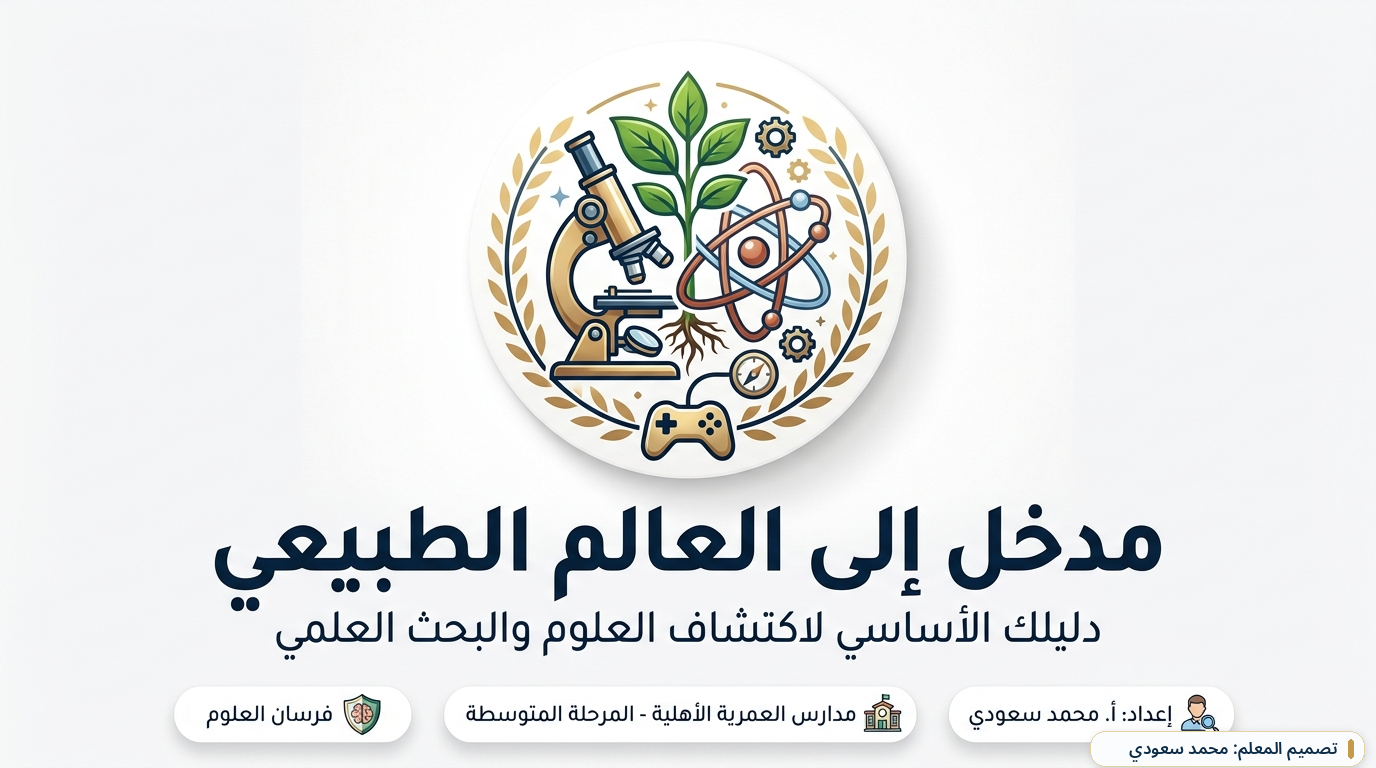 مدخل إلى العالم الطبيعي
دليلك الأساسي لاكتشاف العلوم والبحث العلمي
إعداد: أ. محمد سعودي
مدارس العمرية الأهلية - المرحلة المتوسطة
فرسان العلوم
تصميم المعلم: محمد سعودي